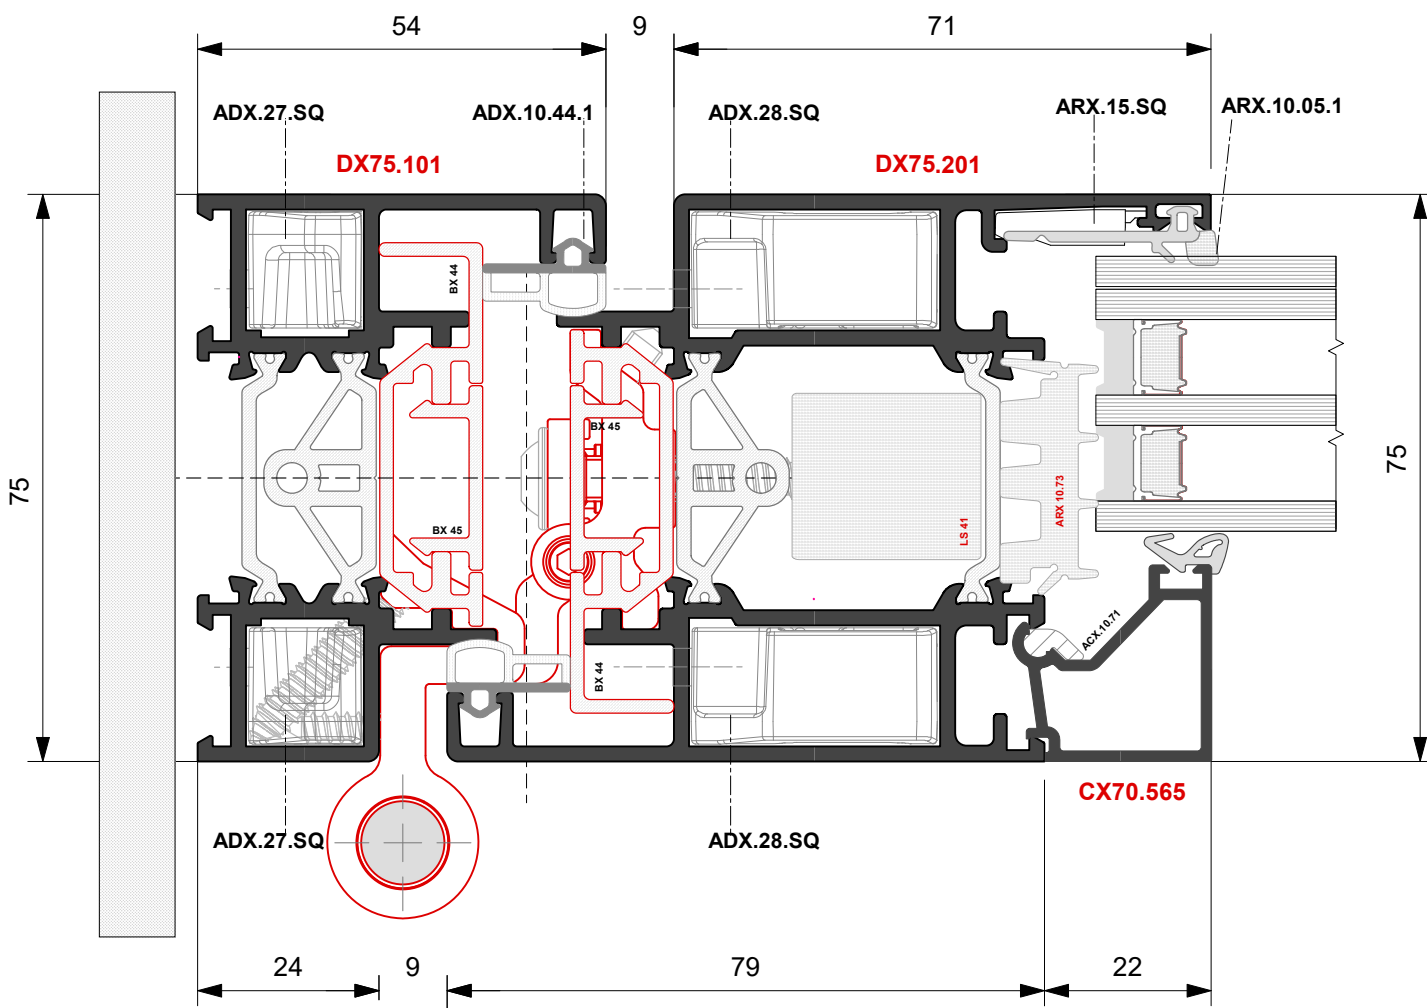 54
9
71
ADX.27.SQ
ADX.10.44.1
ADX.28.SQ
ARX.15.SQ
ARX.10.05.1
DX75.101
DX75.201
BX 44
BX 45
75
75
BX 45
LS 41
ARX 10.73
ACX.10.71
BX 44
CX70.565
ADX.27.SQ
ADX.28.SQ
24
9
79
22